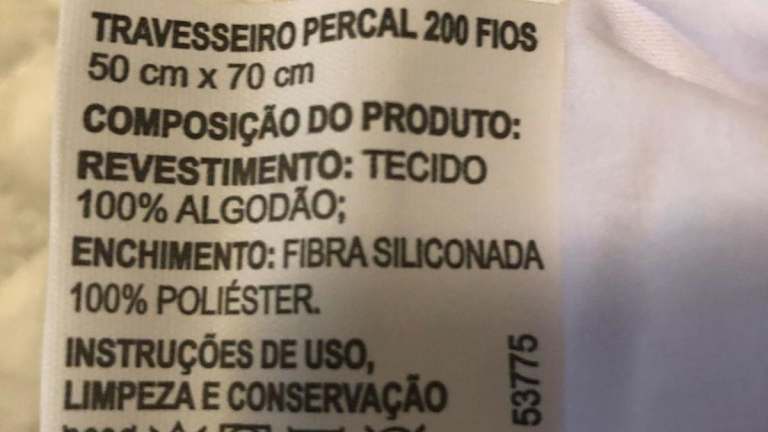 TRAVESSEIRO PERCAL 200 FIOS
50 cm x 70 cm
COMPOSIÇÃO DO PRODUTO:
REVESTIMENTO: TECIDO
100% ALGODÃO;
ENCHIMENTO: FIBRA SILICONADA
100% POLIÉSTER.
INSTRUÇÕES DE USO,
LIMPEZA E CONSERVAÇÃO
53775